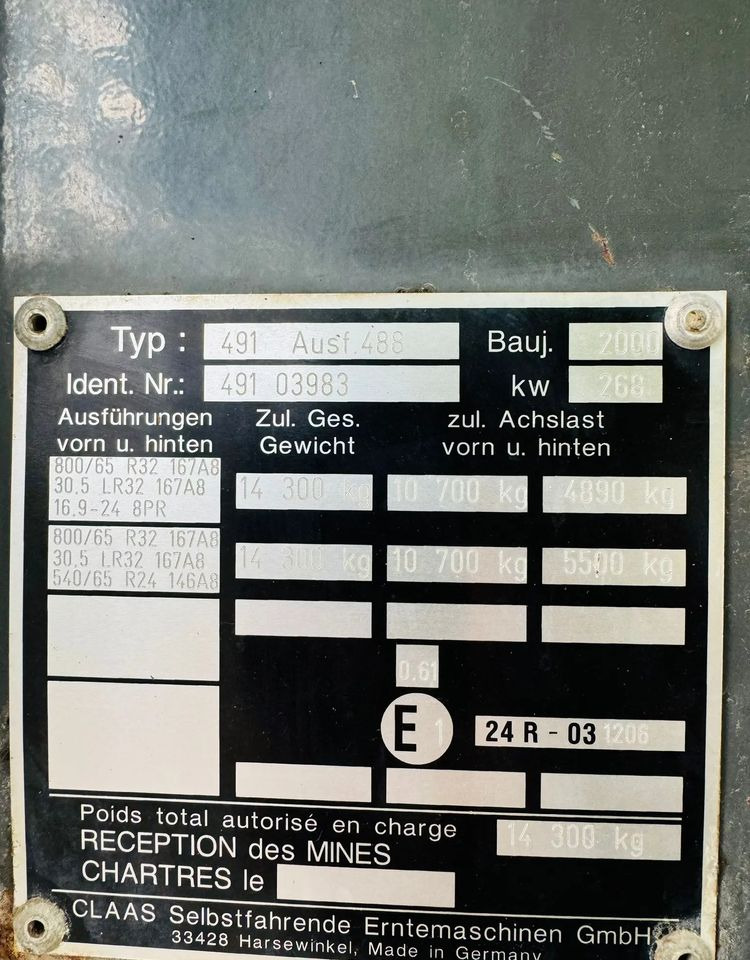 Typ : 491 Ausf.488 Bauj. 2000
Ident. Nr.: 491 03983 kw 268
Ausführungen Zul. Ges. zul. Achslast
vorn u. hinten Gewicht vorn u. hinten
800/65 R32 167A8
30,5 LR32 167A8 14 300 kg 10 700 kg 4890 kg
16,9-24 8PR
800/65 R32 167A8
30,5 LR32 167A8 14 300 kg 10 700 kg 5500 kg
540/65 R24 146A8
0.61
E 1 24 R - 03 1206
Poids total autorisé en charge 14 300 kg
RECEPTION des MINES
CHARTRES le
CLAAS Selbstfahrende Erntemaschinen GmbH
33428 Harsewinkel, Made in Germany